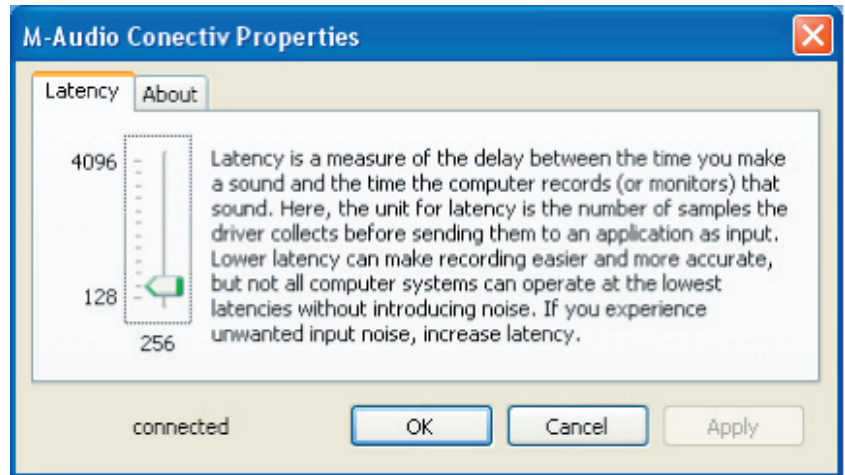 M-Audio Conectiv Properties
Latency About
4096
128
256
Latency is a measure of the delay between the time you make
a sound and the time the computer records (or monitors) that
sound. Here, the unit for latency is the number of samples the
driver collects before sending them to an application as input.
Lower latency can make recording easier and more accurate,
but not all computer systems can operate at the lowest
latencies without introducing noise. If you experience
unwanted input noise, increase latency.
connected OK Cancel Apply